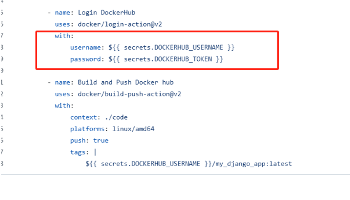 - name: Login DockerHub
uses: docker/login-action@v2
with:
username: ${{ secrets.DOCKERHUB_USERNAME }}
password: ${{ secrets.DOCKERHUB_TOKEN }}
- name: Build and Push Docker hub
uses: docker/build-push-action@v2
with:
context: ./code
platforms: linux/amd64
push: true
tags: |
${{ secrets.DOCKERHUB_USERNAME }}/my_django_app:latest